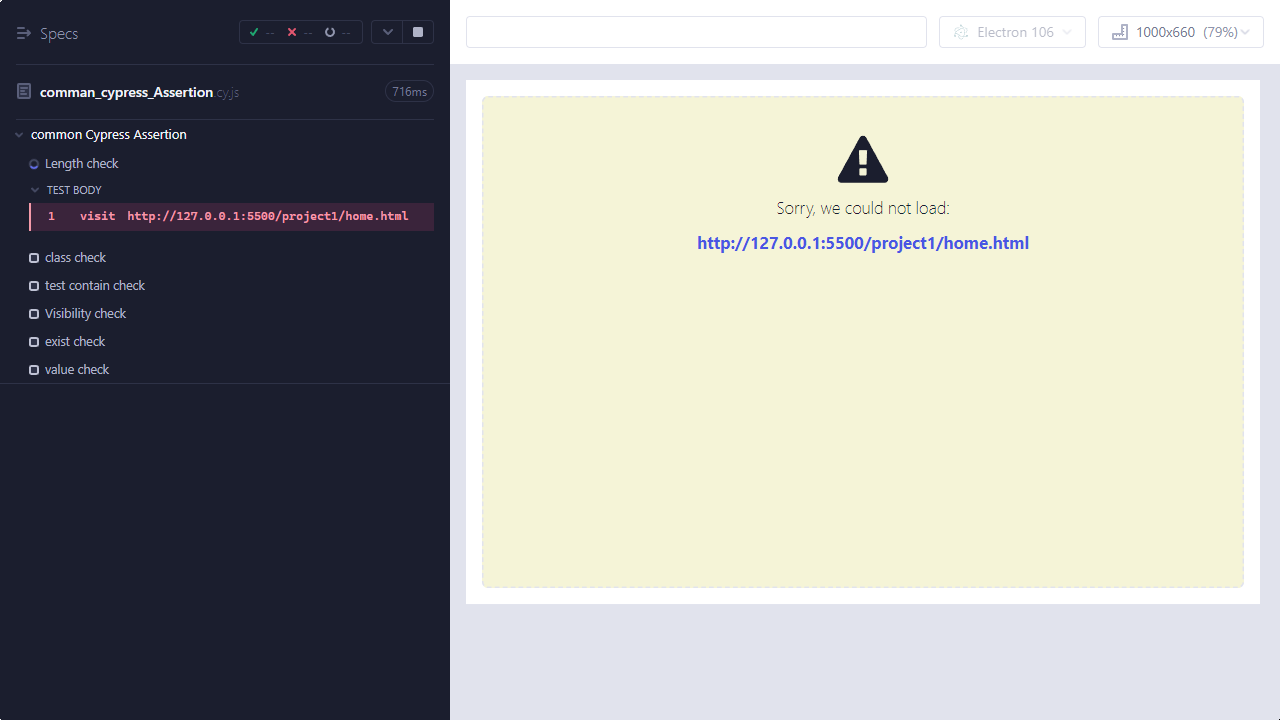 Specs
-- -- --
Electron 106
1000x660 (79%)
comman_cypress_Assertion.cy.js
716ms
common Cypress Assertion
Length check
TEST BODY
1 visit http://127.0.0.1:5500/project1/home.html
class check
test contain check
Visibility check
exist check
value check
Sorry, we could not load:
http://127.0.0.1:5500/project1/home.html